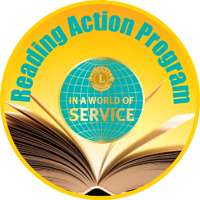 Reading Action Program
L
IN A WORLD OF
SERVICE